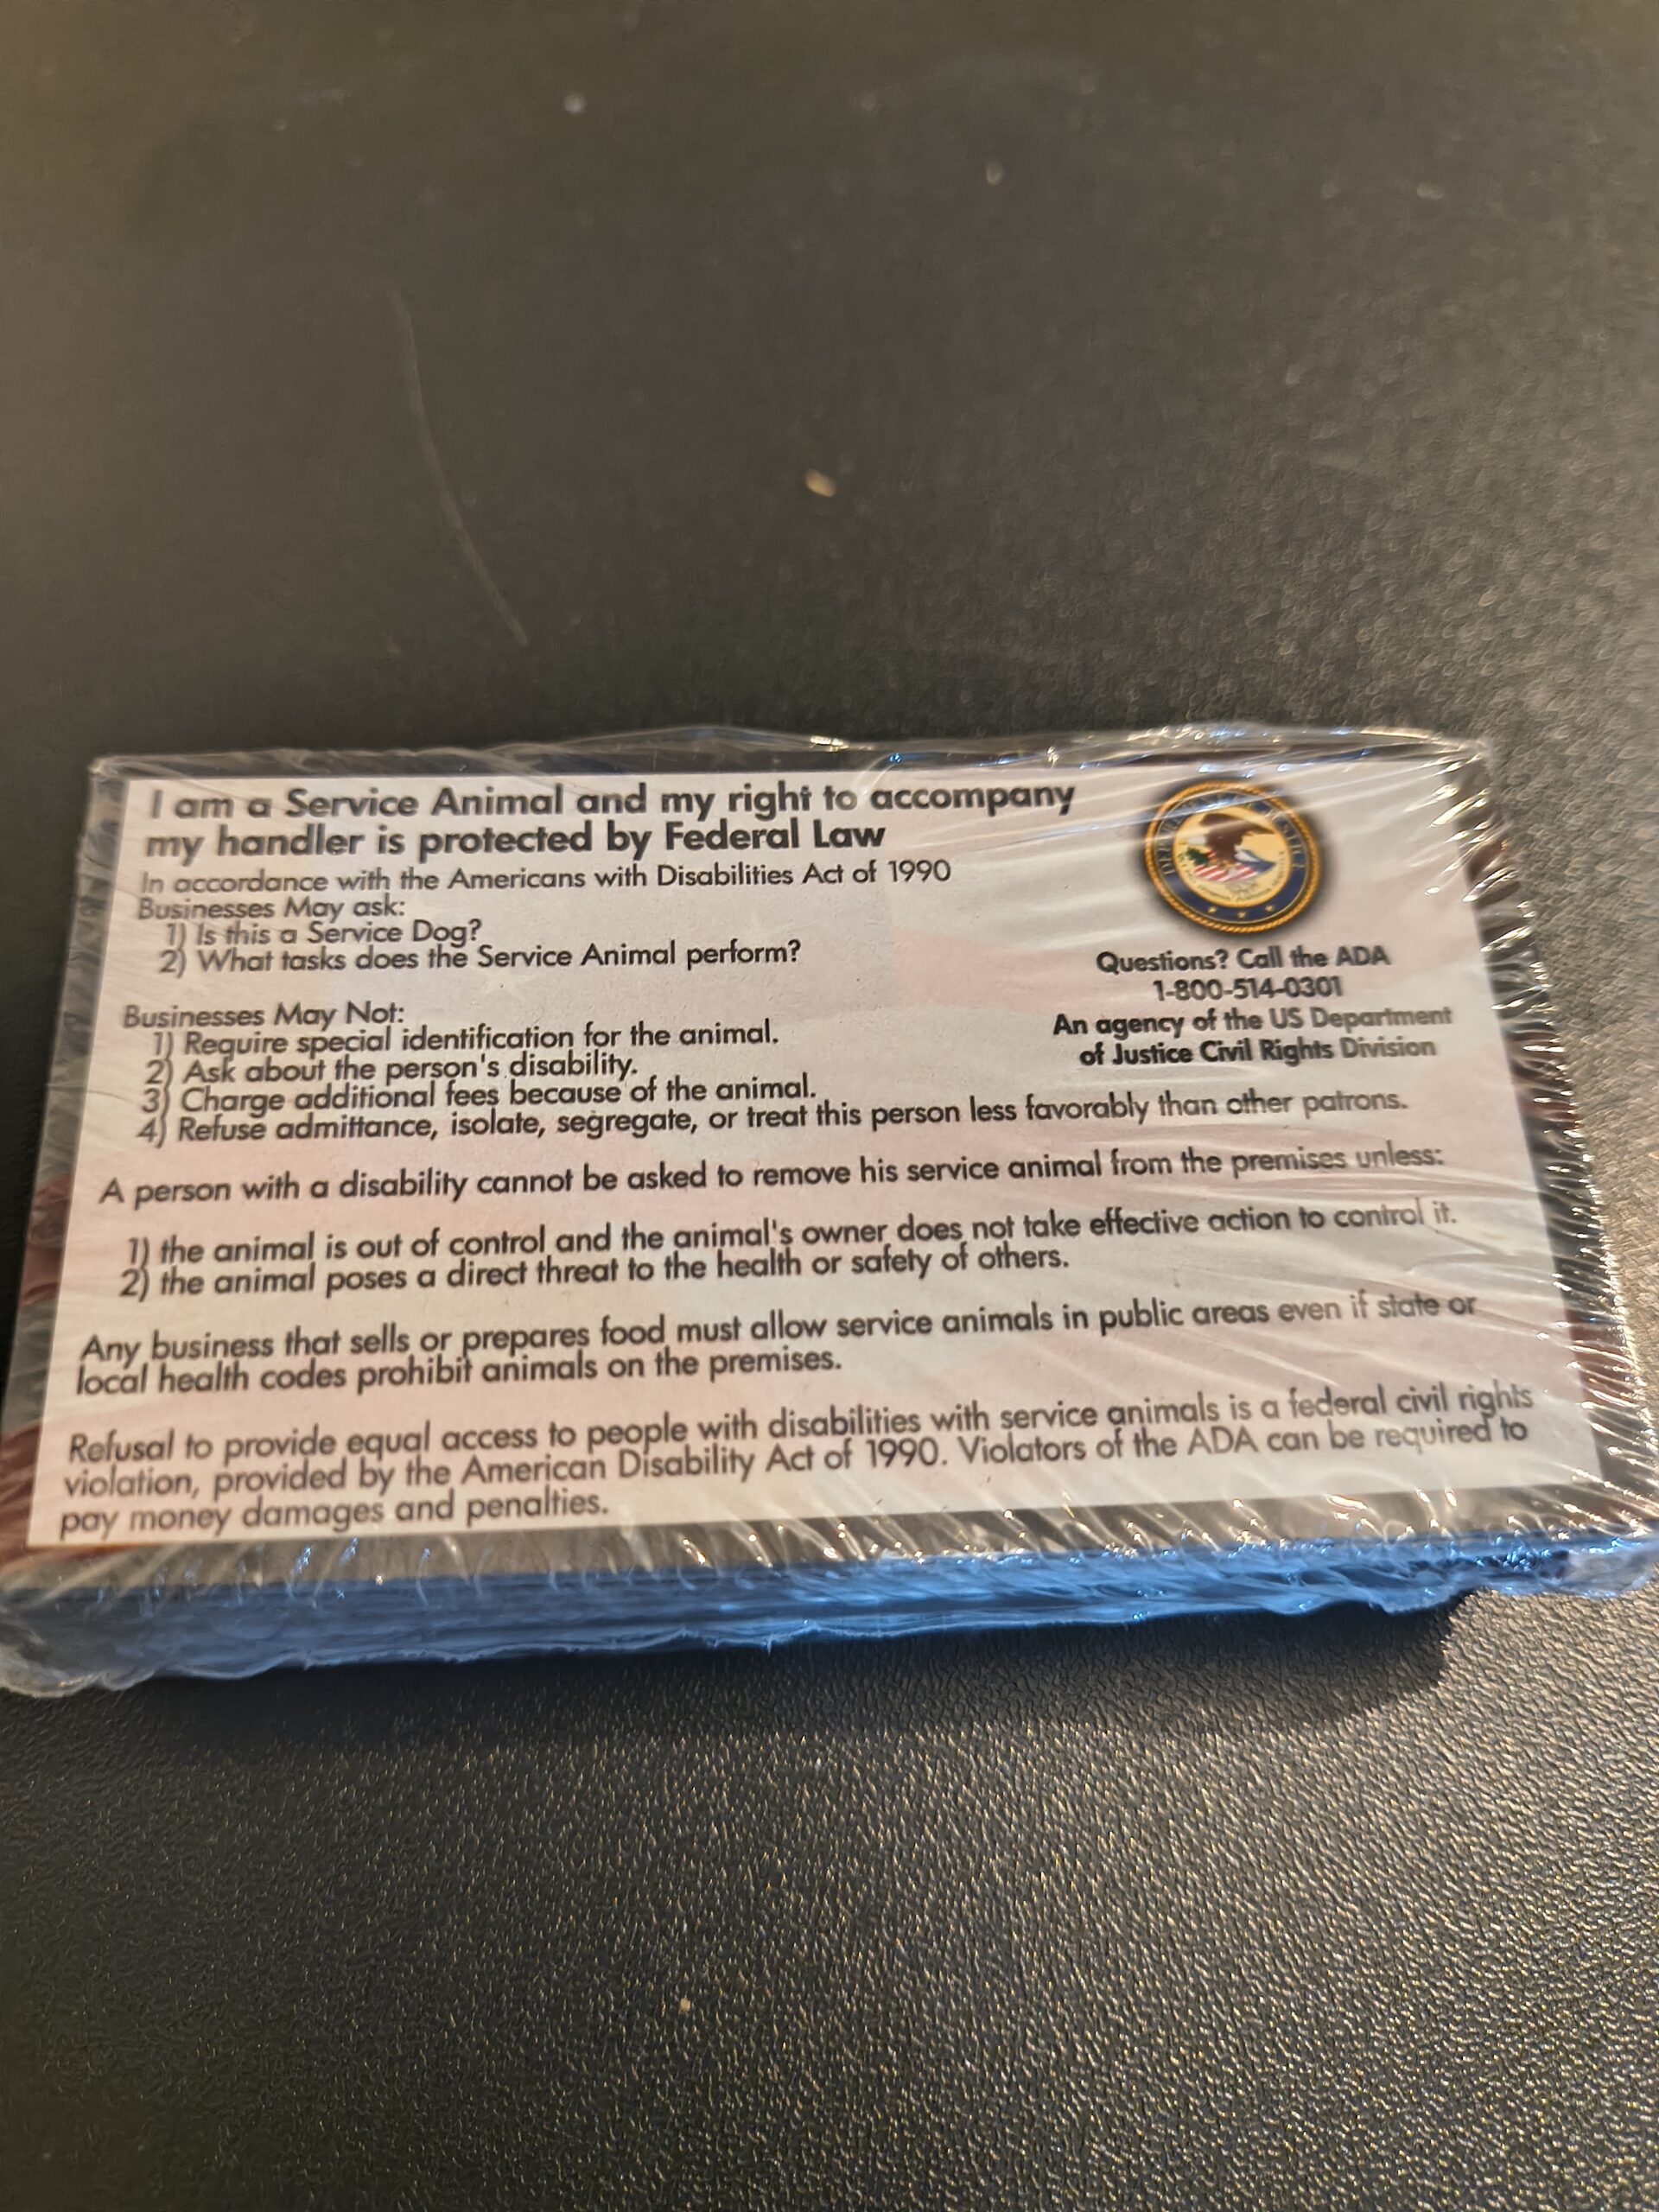 I am a Service Animal and my right to accompany
my handler is protected by Federal Law
In accordance with the Americans with Disabilities Act of 1990
Businesses May ask:
1) Is this a Service Dog?
2) What tasks does the Service Animal perform?
Questions? Call the ADA
1-800-514-0301
An agency of the US Department
of Justice Civil Rights Division
Businesses May Not:
1) Require special identification for the animal.
2) Ask about the person's disability.
3) Charge additional fees because of the animal.
4) Refuse admittance, isolate, segregate, or treat this person less favorably than other patrons.
A person with a disability cannot be asked to remove his service animal from the premises unless:
1) the animal is out of control and the animal's owner does not take effective action to control it.
2) the animal poses a direct threat to the health or safety of others.
Any business that sells or prepares food must allow service animals in public areas even if state or
local health codes prohibit animals on the premises.
Refusal to provide equal access to people with disabilities with service animals is a federal civil rights
violation, provided by the American Disability Act of 1990. Violators of the ADA can be required to
pay money damages and penalties.